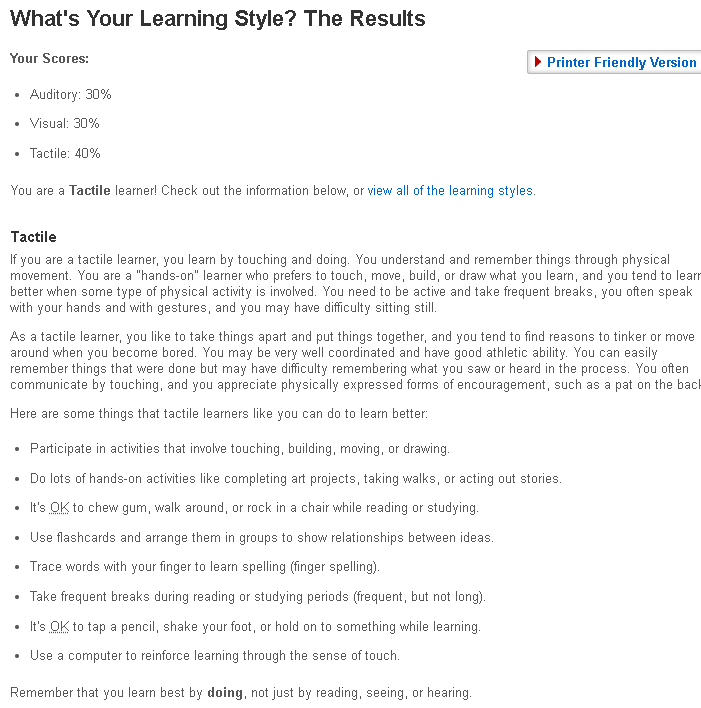 What's Your Learning Style? The Results
Your Scores:
Printer Friendly Version
Auditory: 30%
Visual: 30%
Tactile: 40%
You are a Tactile learner! Check out the information below, or view all of the learning styles.
Tactile
If you are a tactile learner, you learn by touching and doing. You understand and remember things through physical
movement. You are a "hands-on" learner who prefers to touch, move, build, or draw what you learn, and you tend to learn
better when some type of physical activity is involved. You need to be active and take frequent breaks, you often speak
with your hands and with gestures, and you may have difficulty sitting still.
As a tactile learner, you like to take things apart and put things together, and you tend to find reasons to tinker or move
around when you become bored. You may be very well coordinated and have good athletic ability. You can easily
remember things that were done but may have difficulty remembering what you saw or heard in the process. You often
communicate by touching, and you appreciate physically expressed forms of encouragement, such as a pat on the back
Here are some things that tactile learners like you can do to learn better:
Participate in activities that involve touching, building, moving, or drawing.
Do lots of hands-on activities like completing art projects, taking walks, or acting out stories.
It's OK to chew gum, walk around, or rock in a chair while reading or studying.
Use flashcards and arrange them in groups to show relationships between ideas.
Trace words with your finger to learn spelling (finger spelling).
Take frequent breaks during reading or studying periods (frequent, but not long).
It's OK to tap a pencil, shake your foot, or hold on to something while learning.
Use a computer to reinforce learning through the sense of touch.
Remember that you learn best by doing, not just by reading, seeing, or hearing.